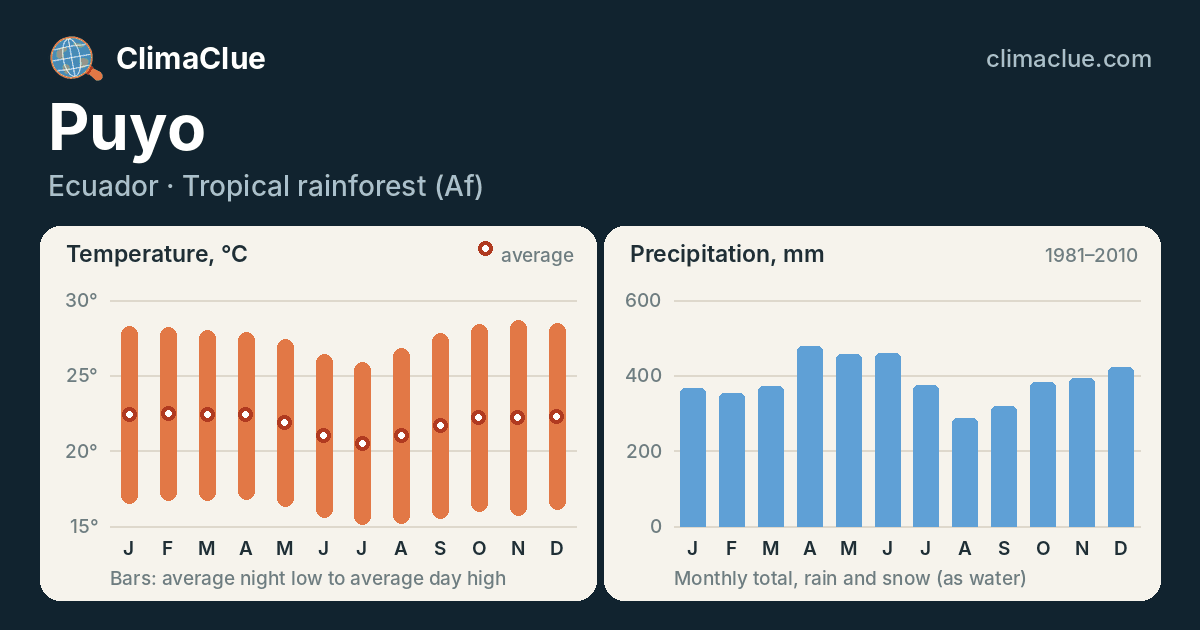 ClimaClue
climaclue.com
Puyo
Ecuador · Tropical rainforest (Af)
Temperature, °C
average
30°
25°
20°
15°
J F M A M J J A S O N D
Bars: average night low to average day high
Precipitation, mm
1981–2010
600
400
200
0
J F M A M J J A S O N D
Monthly total, rain and snow (as water)